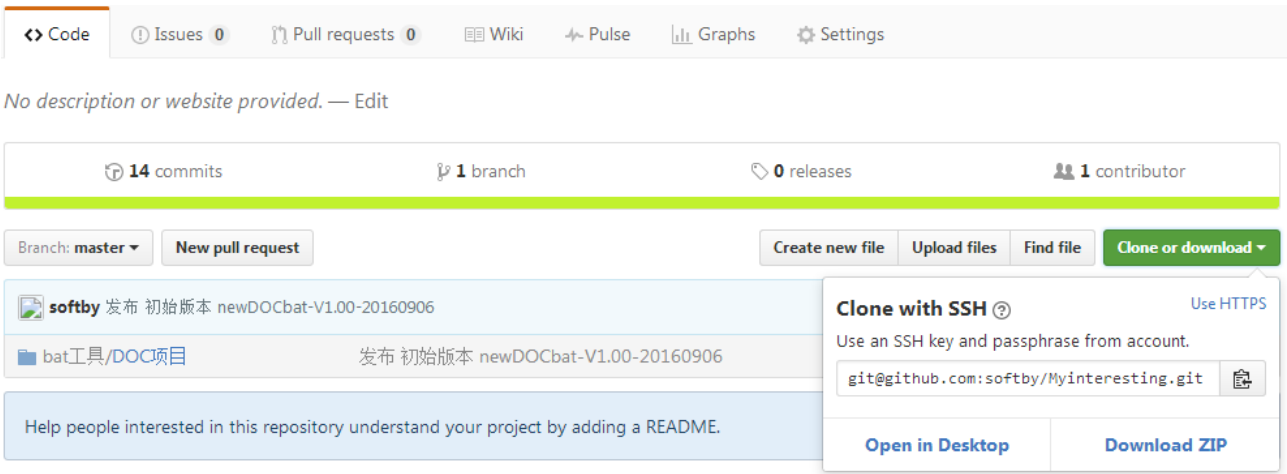 Code Issues 0 Pull requests 0 Wiki Pulse Graphs Settings
No description or website provided. — Edit
14 commits 1 branch 0 releases 1 contributor
Branch: master New pull request Create new file Upload files Find file Clone or download
softby 发布 初始版本 newDOCbat-V1.00-20160906
bat工具/DOC项目 发布 初始版本 newDOCbat-V1.00-20160906
Help people interested in this repository understand your project by adding a README.
Clone with SSH Use HTTPS
Use an SSH key and passphrase from account.
git@github.com:softby/Myinteresting.git
Open in Desktop Download ZIP